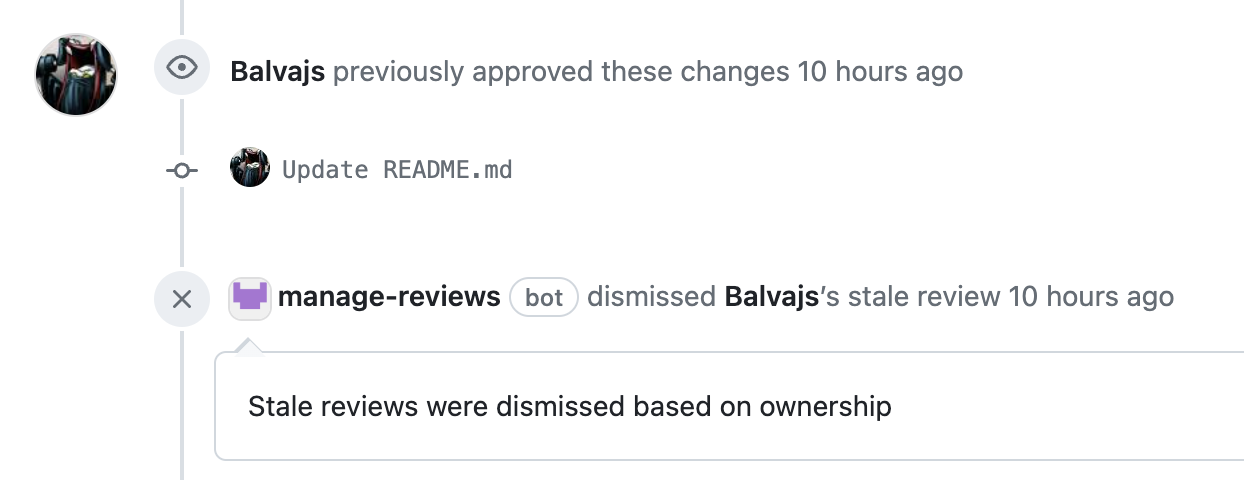 Balvajs previously approved these changes 10 hours ago
Update README.md
manage-reviews bot dismissed Balvajs’s stale review 10 hours ago
Stale reviews were dismissed based on ownership